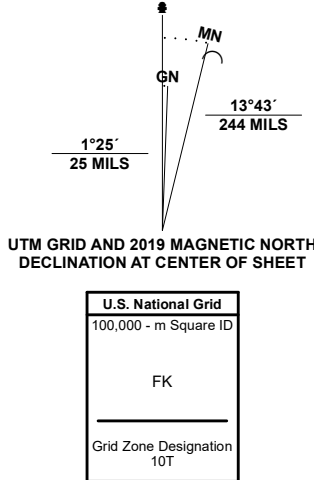 MN
GN
13°43´
244 MILS
1°25´
25 MILS
UTM GRID AND 2019 MAGNETIC NORTH
DECLINATION AT CENTER OF SHEET
U.S. National Grid
100,000 - m Square ID
FK
Grid Zone Designation
10T